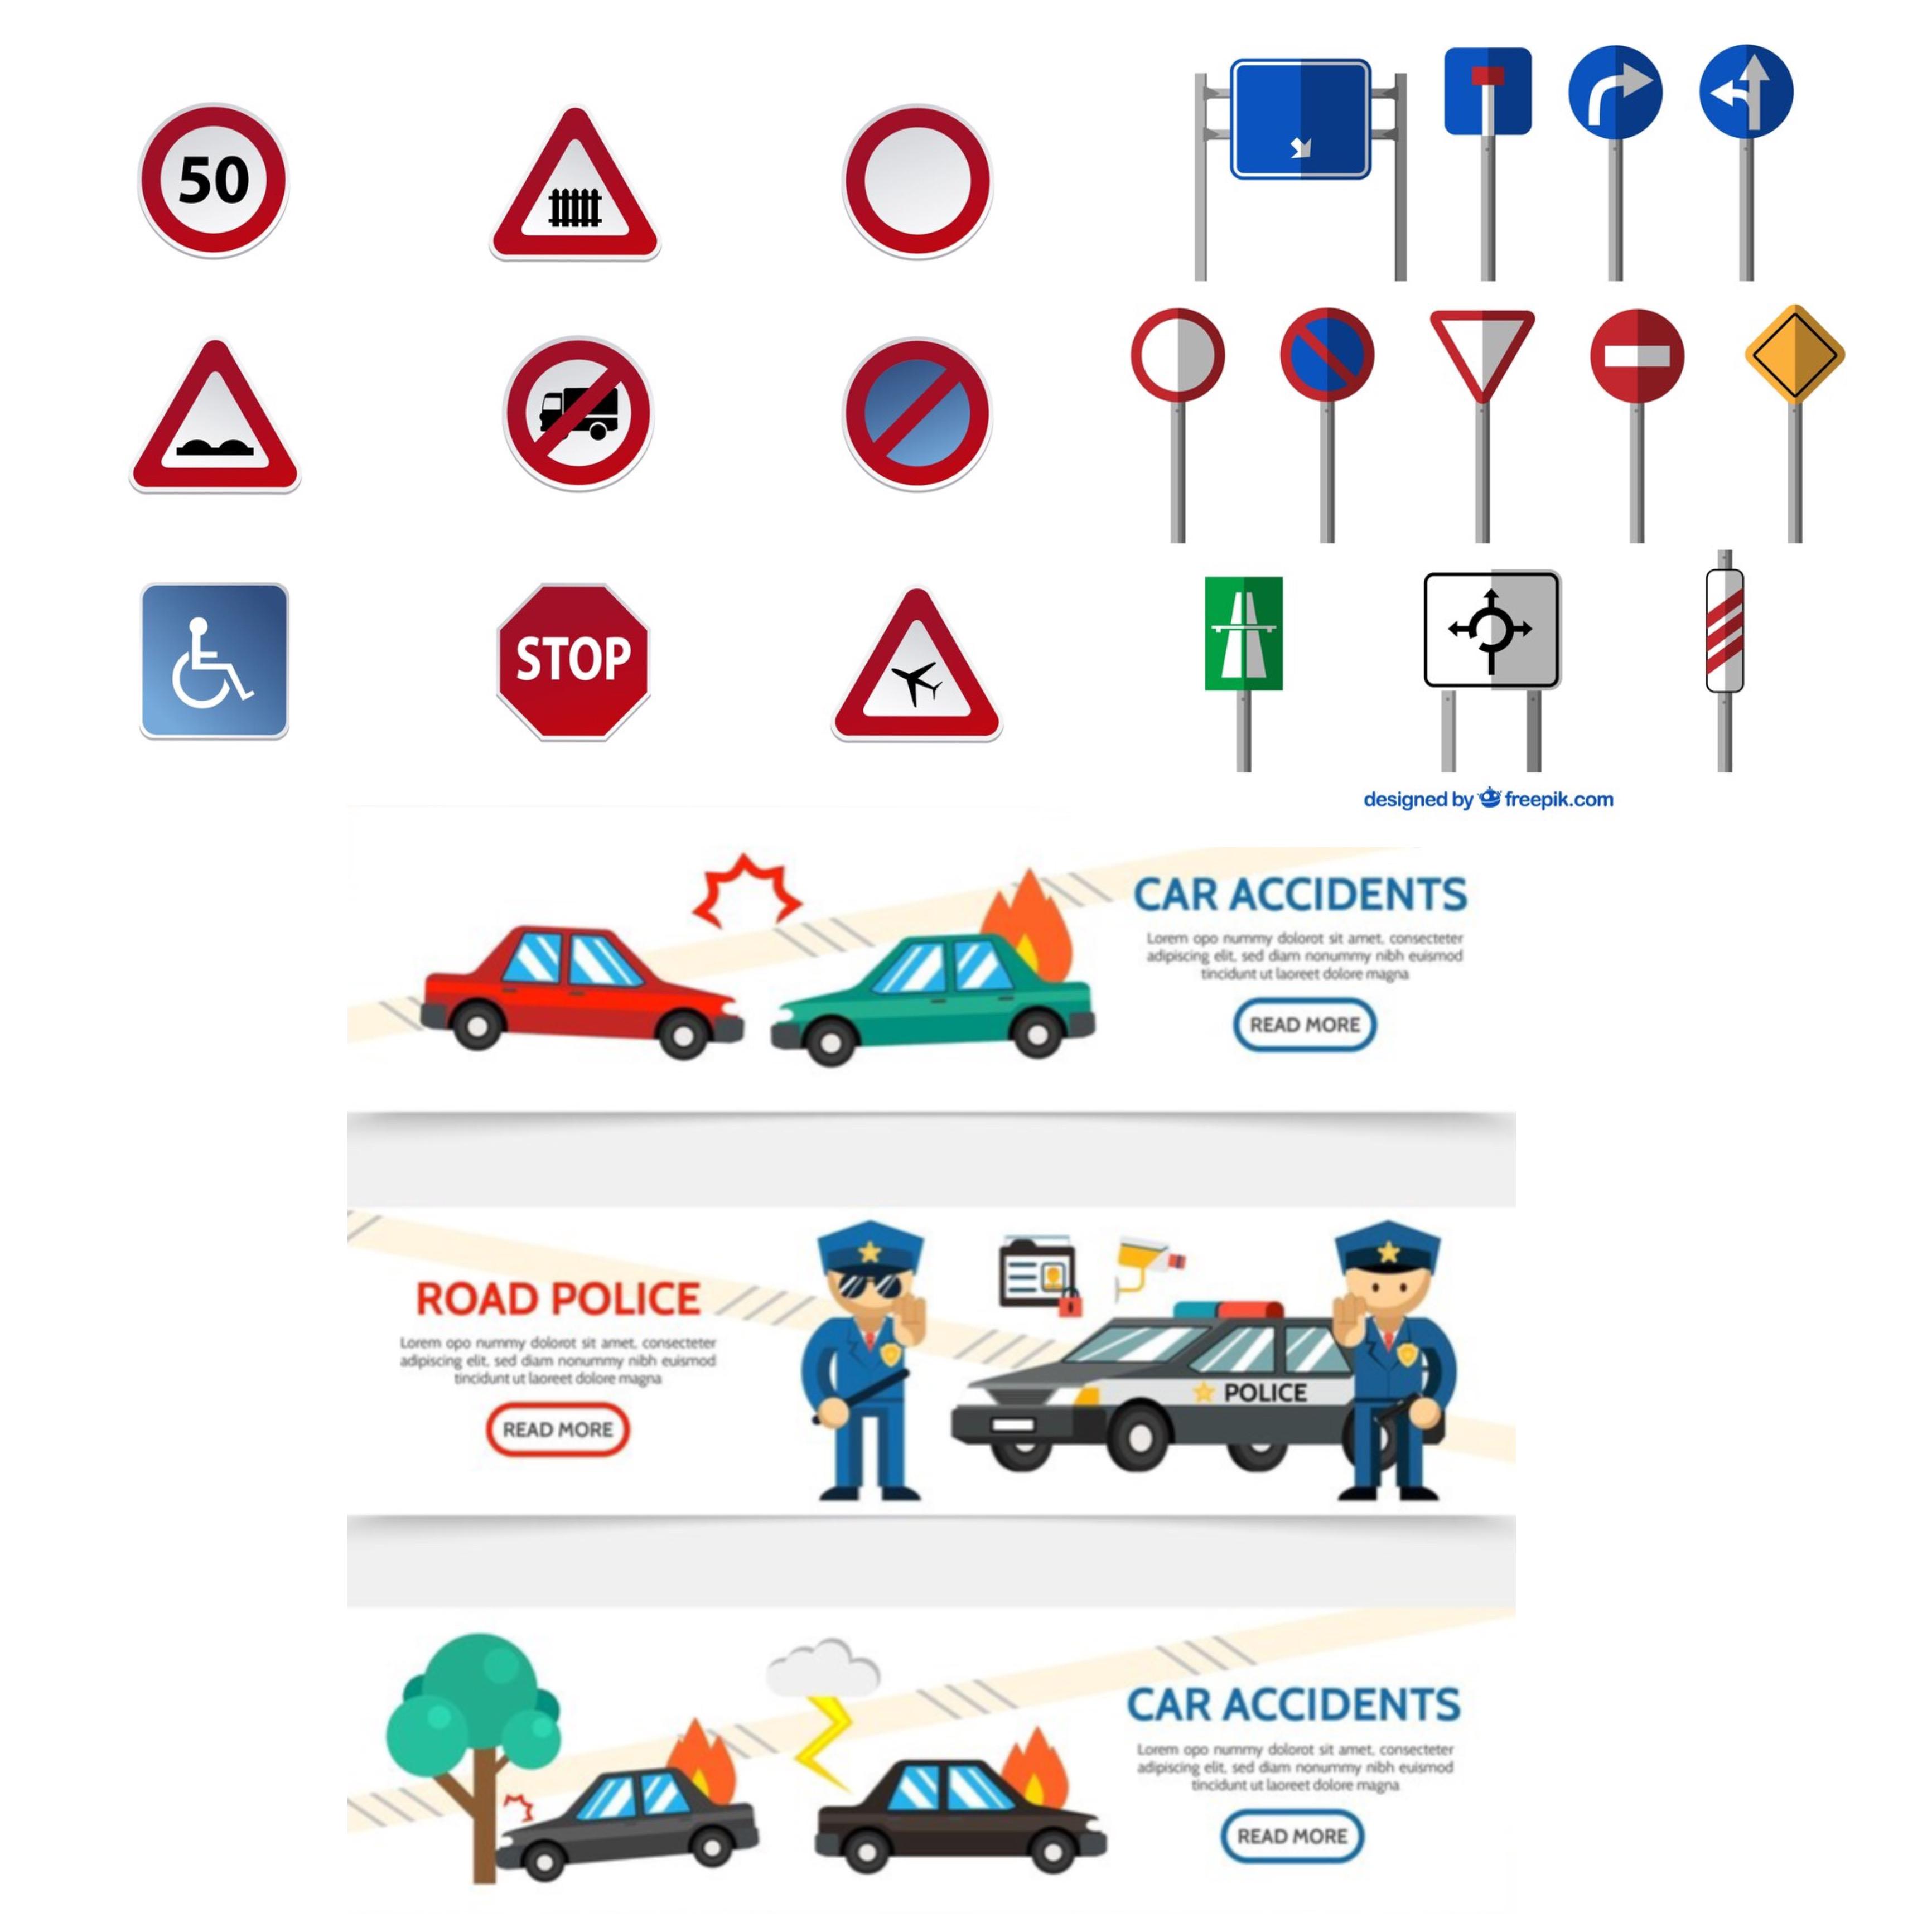 50
STOP
designed by freepik.com
CAR ACCIDENTS
Lorem opo nummy dolorot sit amet, consecteter
adipiscing elit, sed diam nonummy nibh euismod
tincidunt ut laoreet dolore magna
READ MORE
ROAD POLICE
Lorem opo nummy dolorot sit amet, consecteter
adipiscing elit, sed diam nonummy nibh euismod
tincidunt ut laoreet dolore magna
READ MORE
POLICE
CAR ACCIDENTS
Lorem opo nummy dolorot sit amet, consecteter
adipiscing elit, sed diam nonummy nibh euismod
tincidunt ut laoreet dolore magna
READ MORE